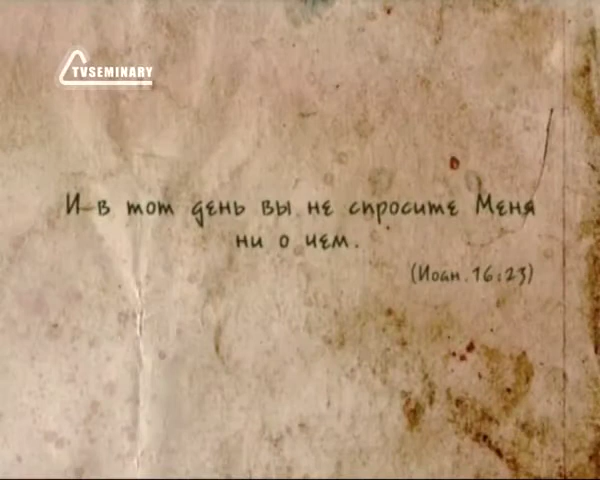 TVSEMINARY
И в тот день вы не спросите Меня
ни о чем.
(Иоан. 16:23)